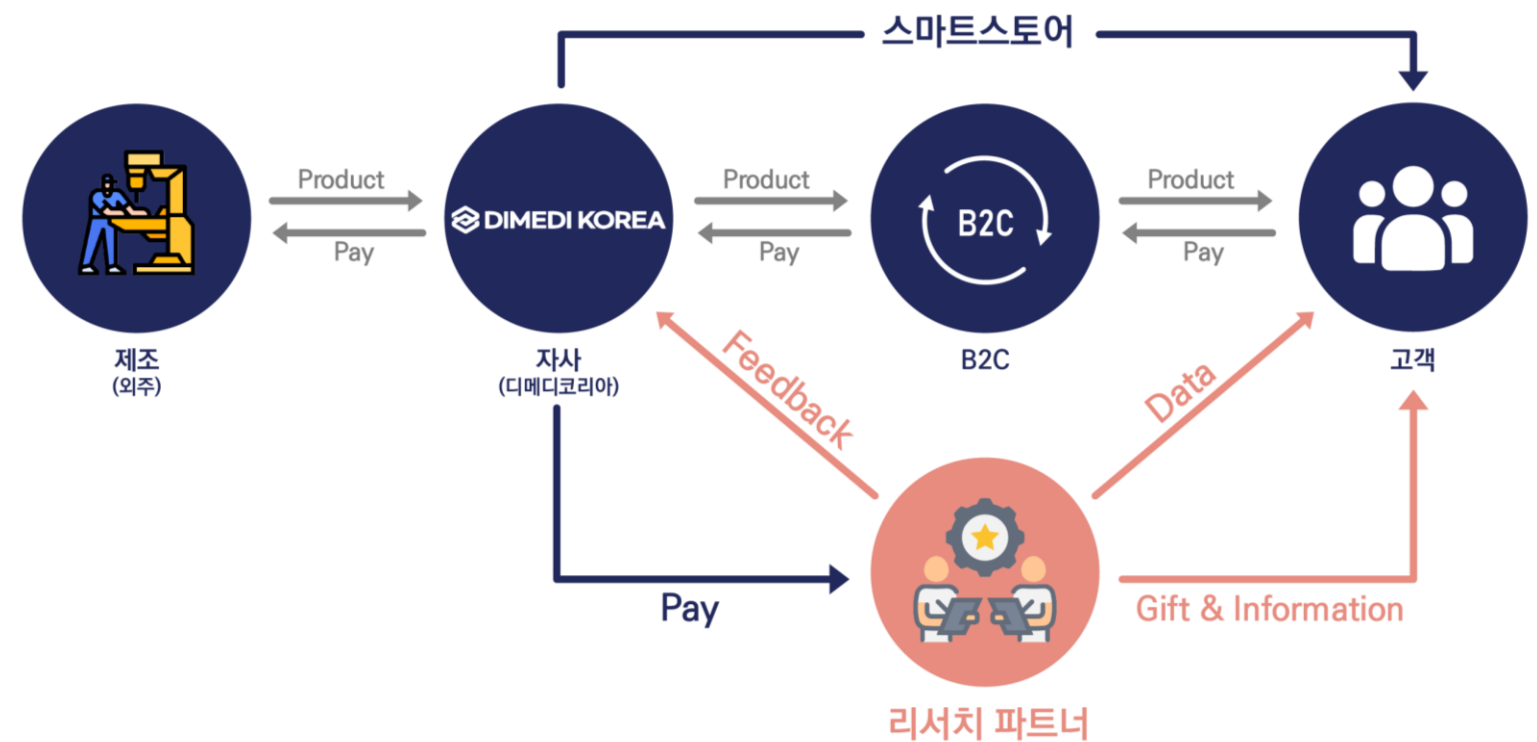 스마트스토어
Product
Pay
DIMEDI KOREA
Product
Pay
B2C
Product
Pay
제조
(외주)
자사
(디메디코리아)
B2C
고객
Feedback
Data
Pay
Gift & Information
리서치 파트너